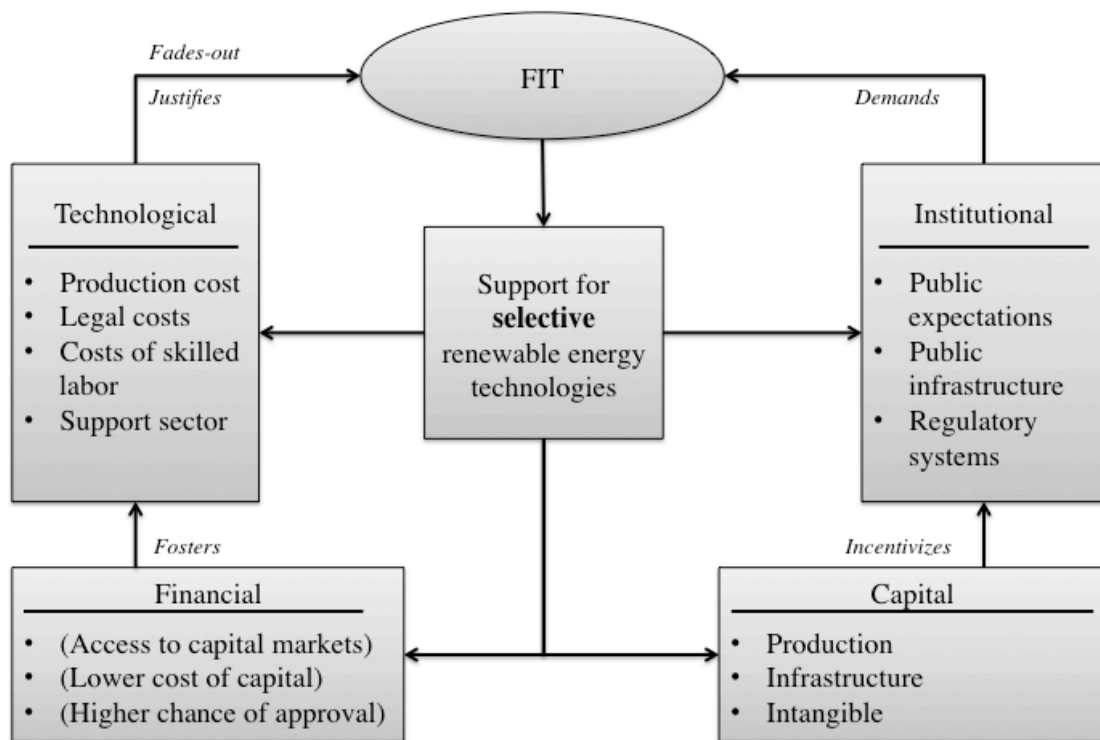 Fades-out
FIT
Justifies
Demands
Technological
• Production cost
• Legal costs
• Costs of skilled
labor
• Support sector
Support for
selective
renewable energy
technologies
Institutional
• Public
expectations
• Public
infrastructure
• Regulatory
systems
Fosters
Incentivizes
Financial
• (Access to capital markets)
• (Lower cost of capital)
• (Higher chance of approval)
Capital
• Production
• Infrastructure
• Intangible